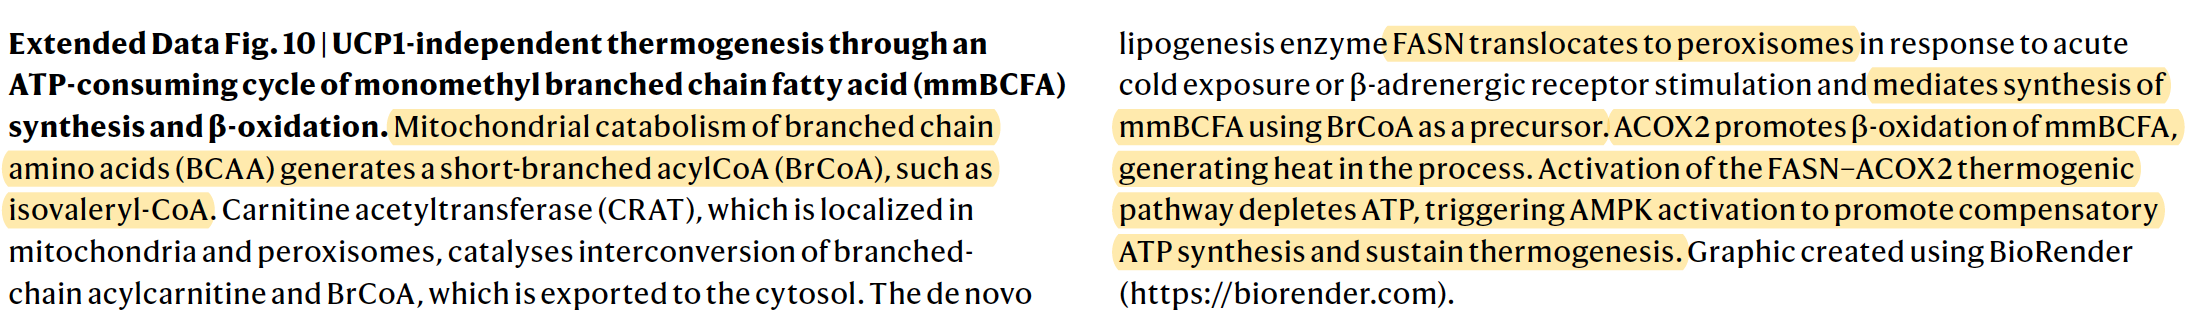 Extended Data Fig. 10 | UCP1-independent thermogenesis through an
ATP-consuming cycle of monomethyl branched chain fatty acid (mmBCFA)
synthesis and β-oxidation. Mitochondrial catabolism of branched chain
amino acids (BCAA) generates a short-branched acylCoA (BrCoA), such as
isovaleryl-CoA. Carnitine acetyltransferase (CRAT), which is localized in
mitochondria and peroxisomes, catalyses interconversion of branched-
chain acylcarnitine and BrCoA, which is exported to the cytosol. The de novo
lipogenesis enzyme FASN translocates to peroxisomes in response to acute
cold exposure or β-adrenergic receptor stimulation and mediates synthesis of
mmBCFA using BrCoA as a precursor. ACOX2 promotes β-oxidation of mmBCFA,
generating heat in the process. Activation of the FASN–ACOX2 thermogenic
pathway depletes ATP, triggering AMPK activation to promote compensatory
ATP synthesis and sustain thermogenesis. Graphic created using BioRender
(https://biorender.com).